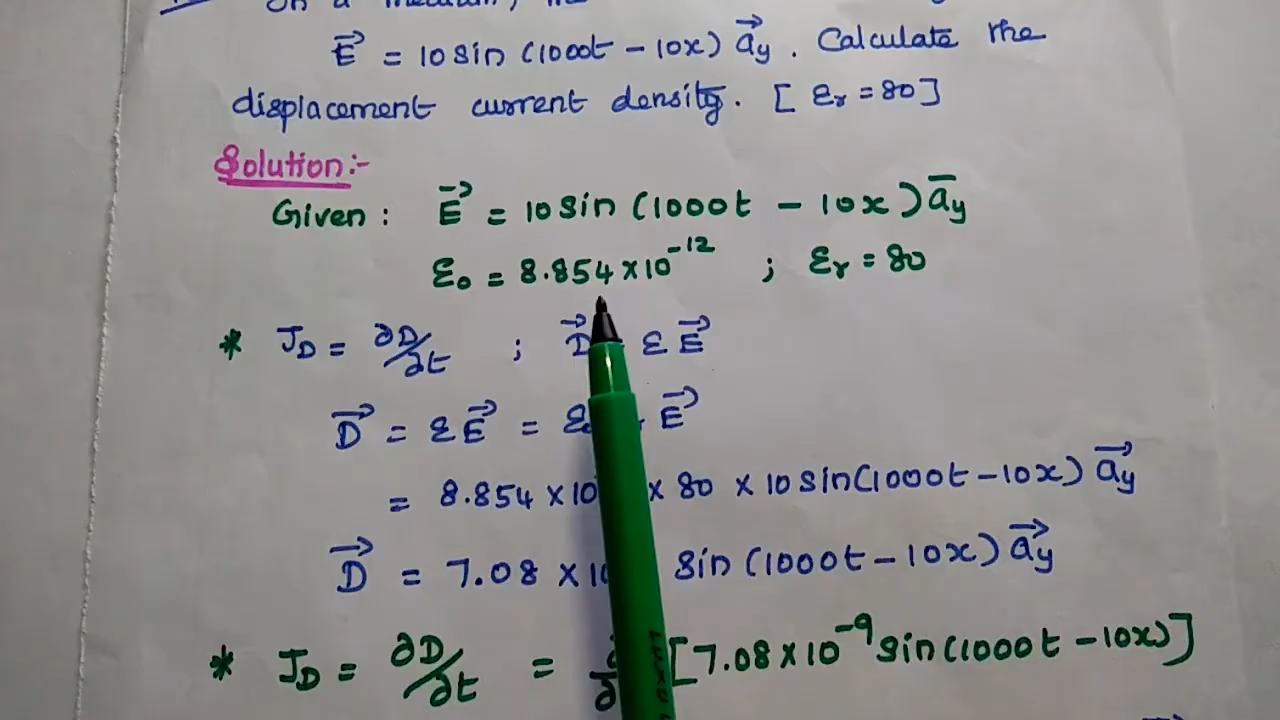 E⃗ = 10 sin (1000t − 10x) a⃗y . Calculate the
displacement current density. [ εr = 80 ]
Solution:-
Given : E⃗ = 10 sin (1000t − 10x) a̅y
ε0 = 8.854 × 10⁻¹² ; εr = 80
* JD = ∂D/∂t ; D⃗ ε E⃗
D⃗ = ε E⃗ = E⃗
= 8.854 × 10 × 80 × 10 sin (1000t − 10x) a⃗y
D⃗ = 7.08 × 10 sin (1000t − 10x) a⃗y
* JD = ∂D/∂t = [7.08 × 10⁻⁹ sin (1000t − 10x)]